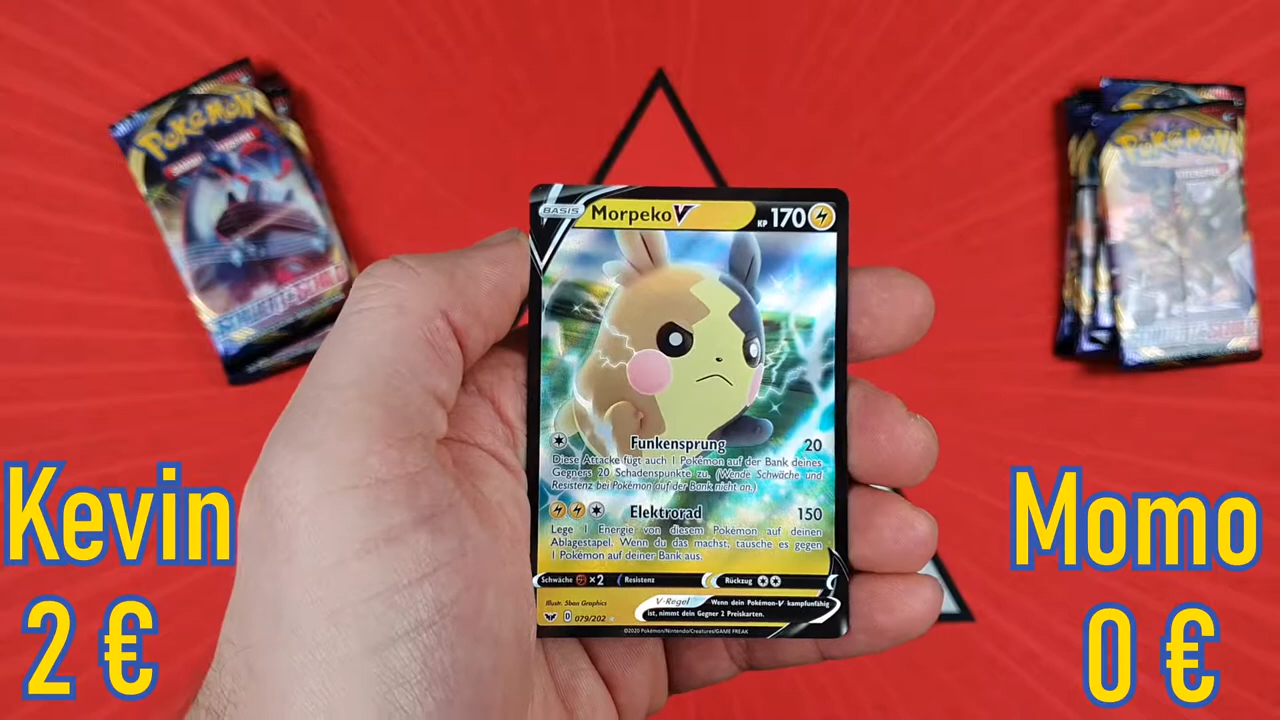 Pokémon
Pokémon
BASIS
Morpeko V
KP 170
Funkensprung 20
Diese Attacke fügt auch 1 Pokémon auf der Bank deines
Gegners 20 Schadenspunkte zu. (Wende Schwäche und
Resistenz bei Pokémon auf der Bank nicht an.)
Elektrorad 150
Lege 1 Energie von diesem Pokémon auf deinen
Ablagestapel. Wenn du das machst, tausche es gegen
1 Pokémon auf deiner Bank aus.
Schwäche ×2 Resistenz Rückzug
Illustr. 5ban Graphics
V-Regel Wenn dein Pokémon-V kampfunfähig
ist, nimmt dein Gegner 2 Preiskarten.
D 079/202
©2020 Pokémon/Nintendo/Creatures/GAME FREAK
Kevin
2 €
Momo
0 €